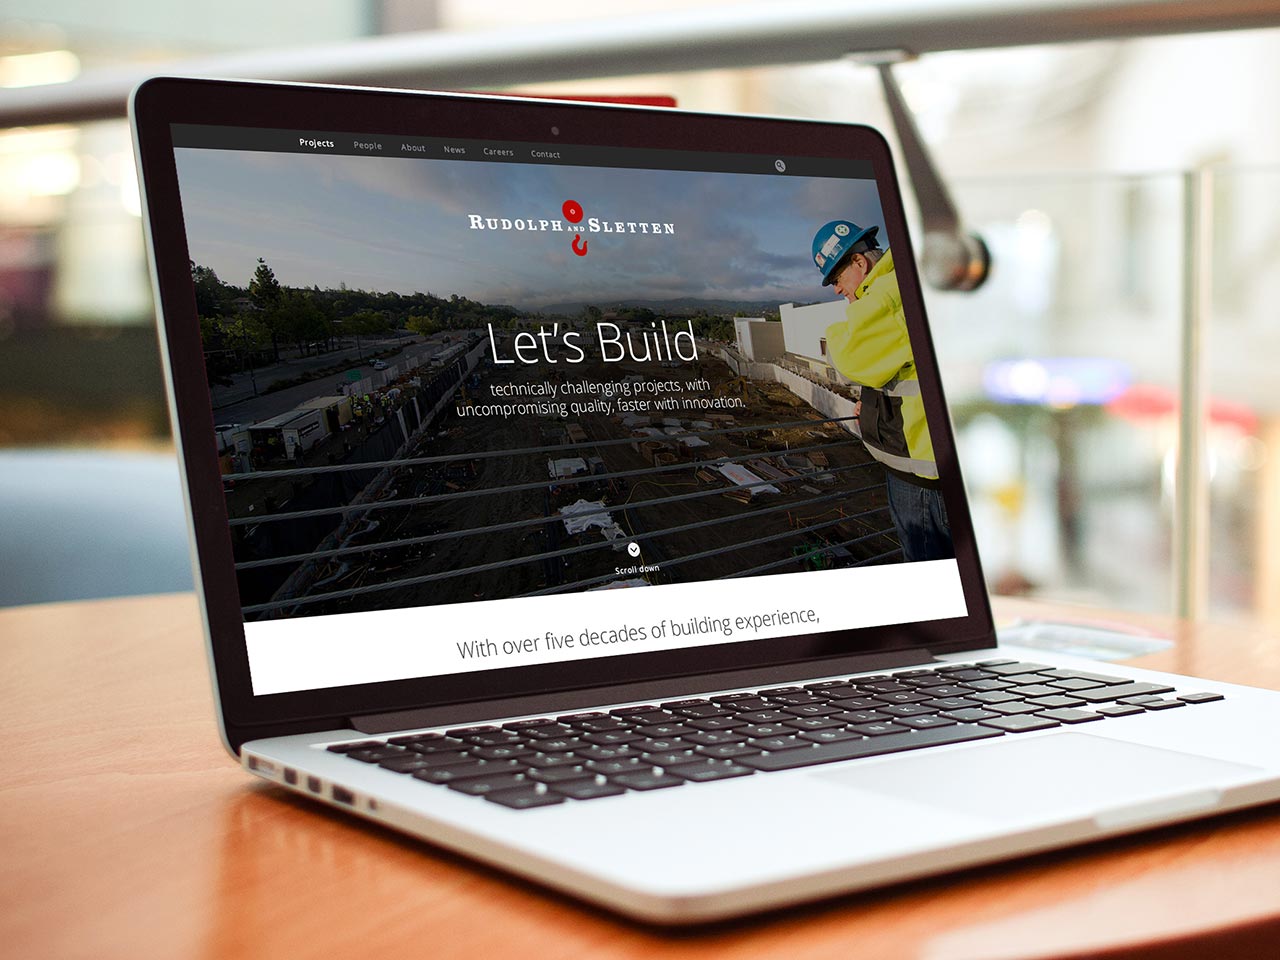 Projects People About News Careers Contact
RUDOLPH AND SLETTEN
Let's Build
technically challenging projects, with
uncompromising quality, faster with innovation.
Scroll down
With over five decades of building experience,